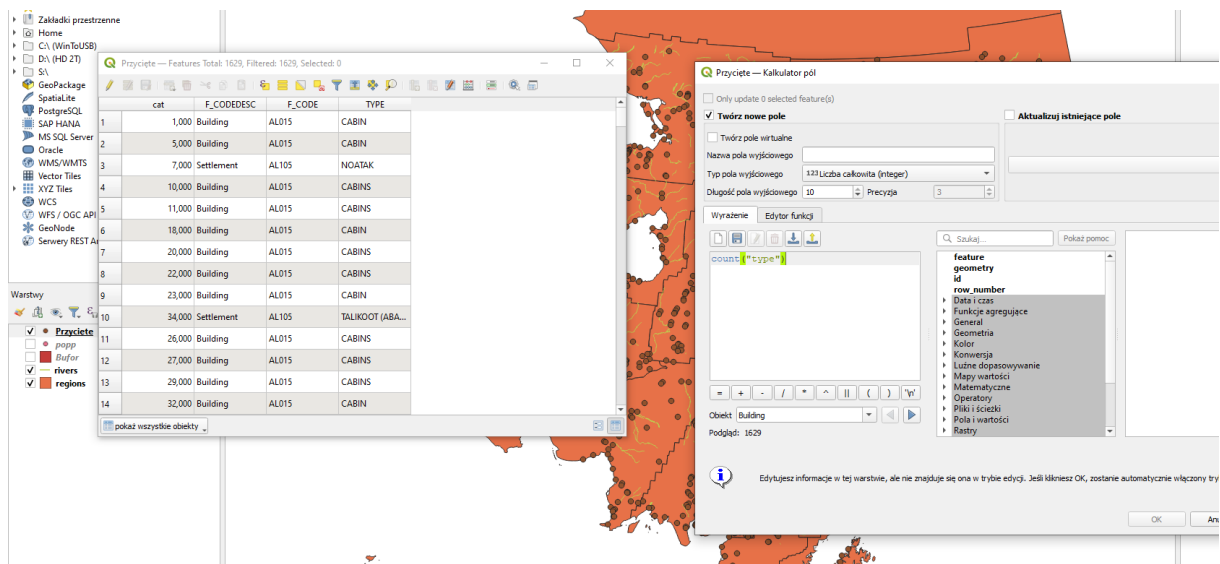 Zakładki przestrzenne
Home
C:\ (WinToUSB)
D:\ (HD 2T)
S:\
GeoPackage
SpatiaLite
PostgreSQL
SAP HANA
MS SQL Server
Oracle
WMS/WMTS
Vector Tiles
XYZ Tiles
WCS
WFS / OGC API
GeoNode
Serwery REST
Warstwy
Przycięte
popp
Bufor
rivers
regions
Przycięte — Features Total: 1629, Filtered: 1629, Selected: 0
cat F_CODEDESC F_CODE TYPE
1 1,000 Building AL015 CABIN
2 5,000 Building AL015 CABIN
3 7,000 Settlement AL105 NOATAK
4 10,000 Building AL015 CABINS
5 11,000 Building AL015 CABINS
6 18,000 Building AL015 CABIN
7 20,000 Building AL015 CABINS
8 22,000 Building AL015 CABINS
9 23,000 Building AL015 CABIN
10 34,000 Settlement AL105 TALIKOOT (ABA...
11 26,000 Building AL015 CABINS
12 27,000 Building AL015 CABINS
13 29,000 Building AL015 CABINS
14 32,000 Building AL015 CABIN
pokaż wszystkie obiekty
Przycięte — Kalkulator pól
Only update 0 selected feature(s)
Twórz nowe pole
Aktualizuj istniejące pole
Twórz pole wirtualne
Nazwa pola wyjściowego
Typ pola wyjściowego 123 Liczba całkowita (integer)
Długość pola wyjściowego 10 Precyzja 3
Wyrażenie Edytor funkcji
Szukaj... Pokaż pomoc
count("type")
feature
geometry
id
row_number
Data i czas
Funkcje agregujące
General
Geometria
Kolor
Konwersja
Luźne dopasowywanie
Mapy wartości
Matematyczne
Operatory
Pliki i ścieżki
Pola i wartości
Rastry
= + - / * ^ || ( ) '\n'
Obiekt Building
Podgląd: 1629
Edytujesz informacje w tej warstwie, ale nie znajduje się ona w trybie edycji. Jeśli klikniesz OK, zostanie automatycznie włączony
OK